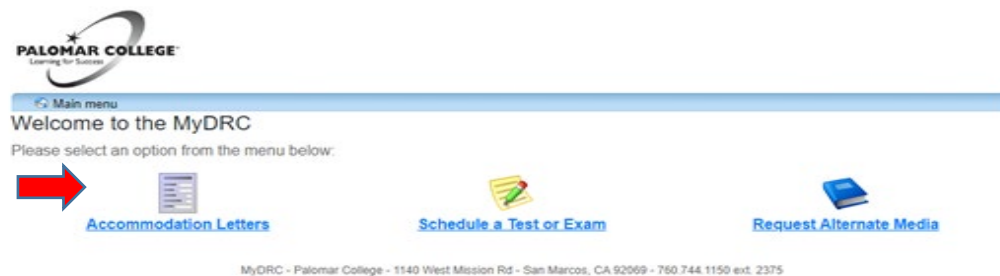 PALOMAR COLLEGE
Learning for Success
Main menu
Welcome to the MyDRC
Please select an option from the menu below:
Accommodation Letters
Schedule a Test or Exam
Request Alternate Media
MyDRC - Palomar College - 1140 West Mission Rd - San Marcos, CA 92069 - 760.744.1150 ext. 2375